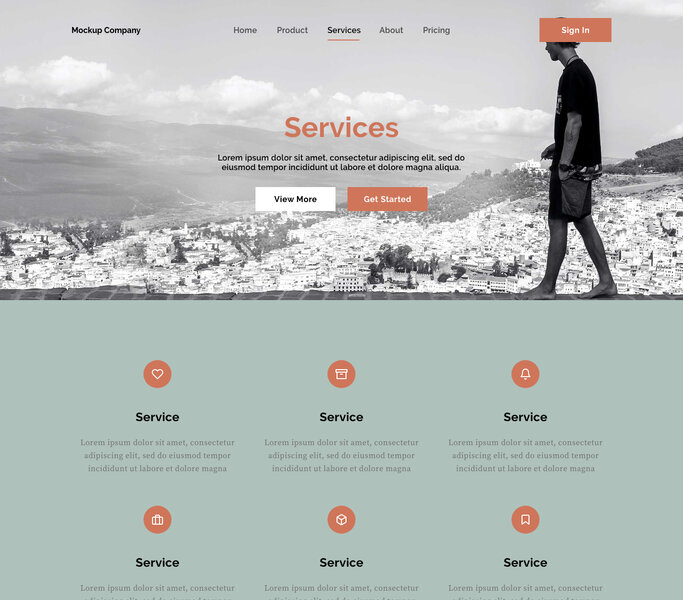 Mockup Company Home Product Services About Pricing Sign In
Services
Lorem ipsum dolor sit amet, consectetur adipiscing elit, sed do
eiusmod tempor incididunt ut labore et dolore magna aliqua.
View More Get Started
Service Service Service
Lorem ipsum dolor sit amet, consectetur Lorem ipsum dolor sit amet, consectetur Lorem ipsum dolor sit amet, consectetur
adipiscing elit, sed do eiusmod tempor adipiscing elit, sed do eiusmod tempor adipiscing elit, sed do eiusmod tempor
incididunt ut labore et dolore magna incididunt ut labore et dolore magna incididunt ut labore et dolore magna
Service Service Service
Lorem ipsum dolor sit amet, consectetur Lorem ipsum dolor sit amet, consectetur Lorem ipsum dolor sit amet, consectetur